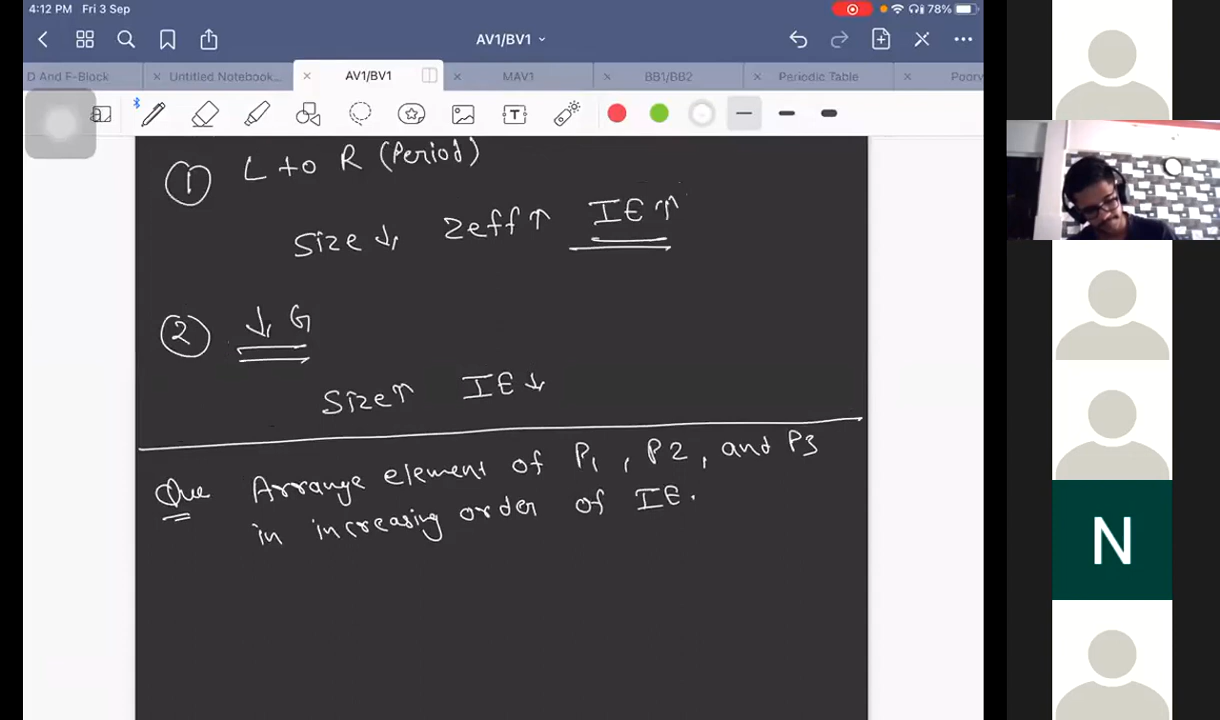 4:12 PM Fri 3 Sep
78%
AV1/BV1
D And F-Block
Untitled Notebook...
AV1/BV1
MAV1
BB1/BB2
Periodic Table
Poorv
T
① L to R (Period)
Size ↓, Zeff ↑ IE ↑
② ↓, G
Size ↑ IE ↓
Que Arrange element of P1, P2, and P3
in increasing order of IE.
N